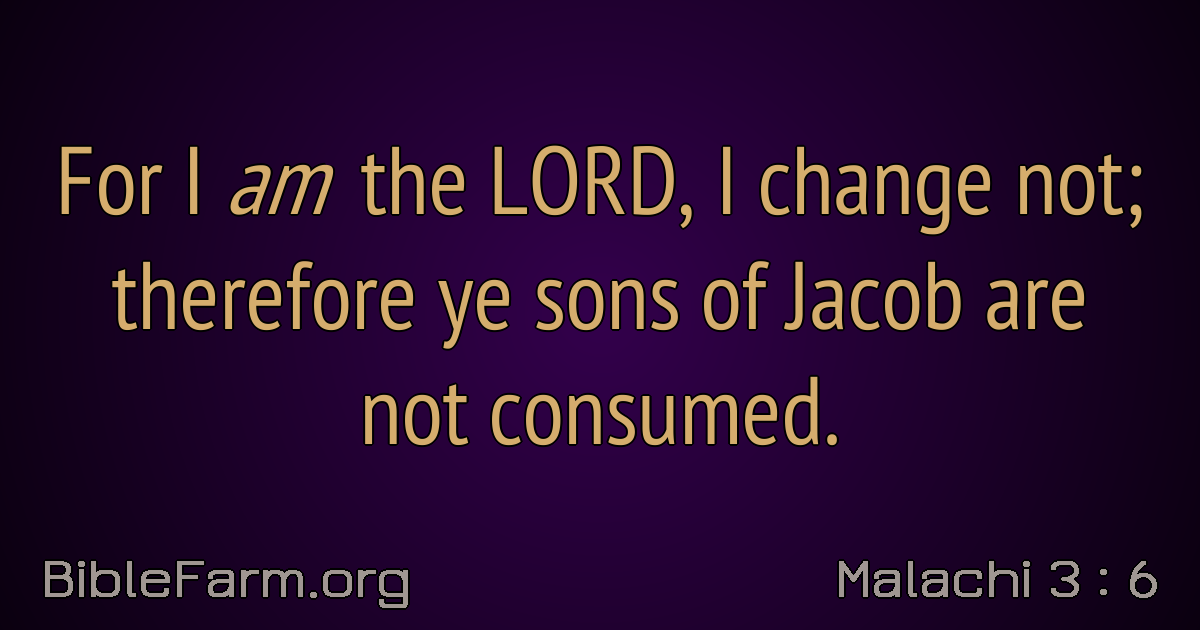 For I am the LORD, I change not;
therefore ye sons of Jacob are
not consumed.
BibleFarm.org
Malachi 3 : 6